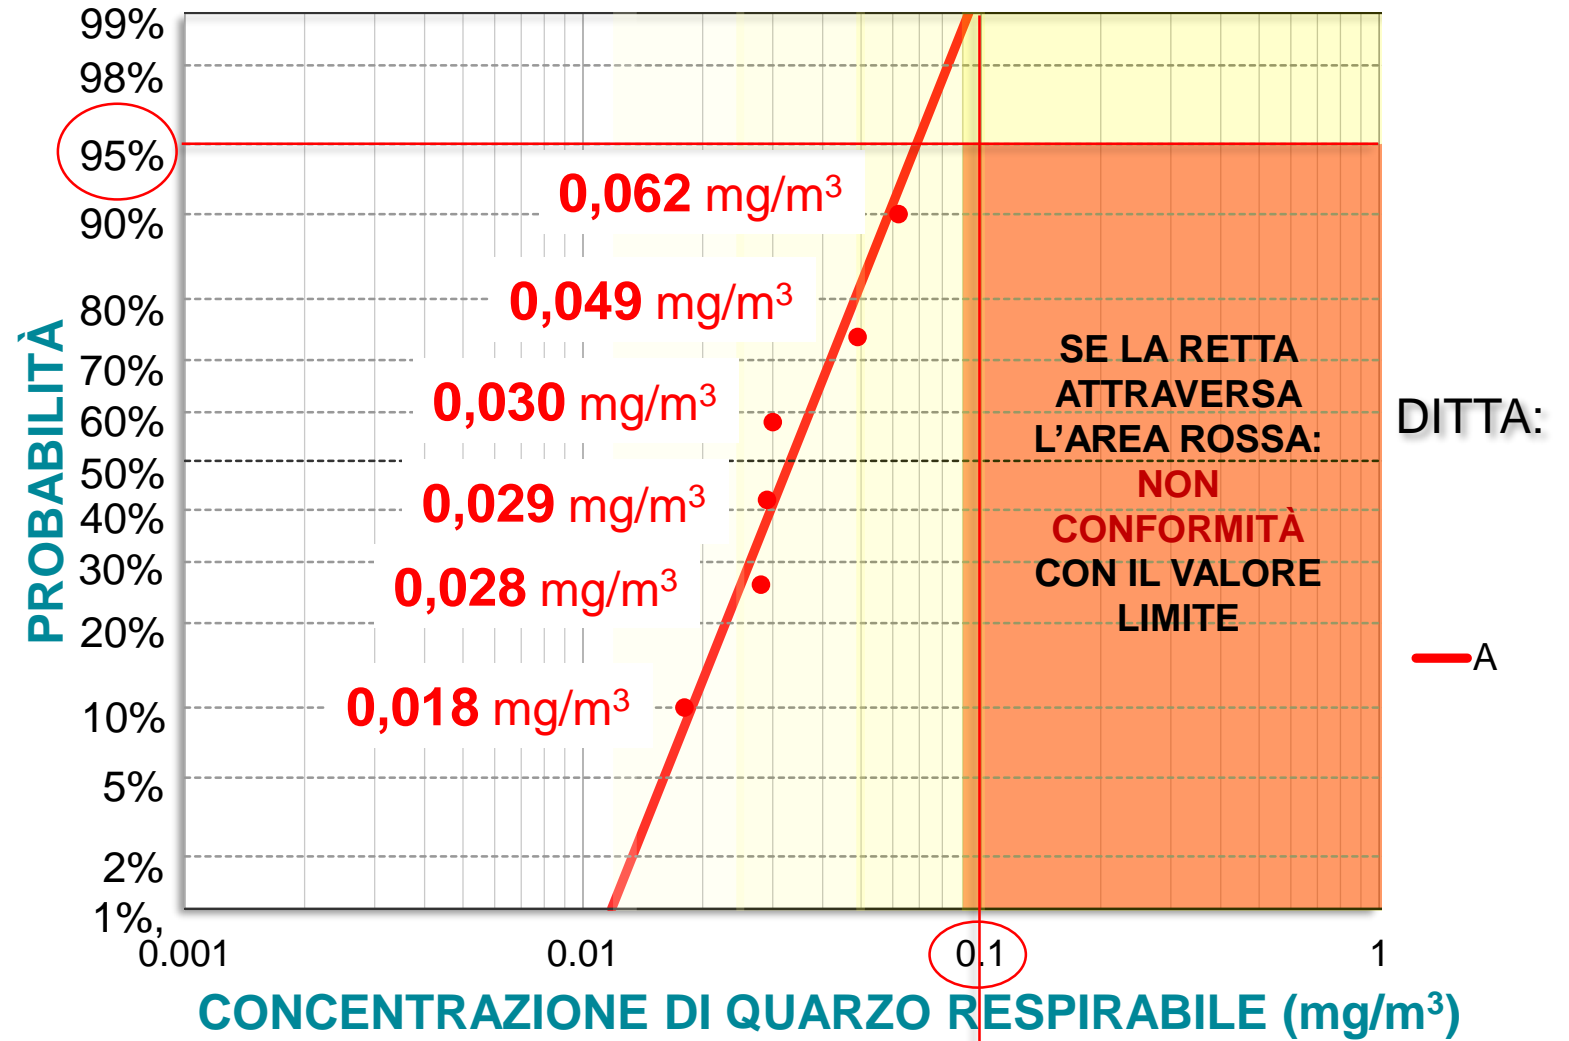 99%
98%
95%
90%
80%
70%
60%
50%
40%
30%
20%
10%
5%
2%
1%,
PROBABILITÀ
0,062 mg/m³
0,049 mg/m³
0,030 mg/m³
0,029 mg/m³
0,028 mg/m³
0,018 mg/m³
SE LA RETTA
ATTRAVERSA
L’AREA ROSSA:
NON
CONFORMITÀ
CON IL VALORE
LIMITE
DITTA:
A
0.001
0.01
0.1
1
CONCENTRAZIONE DI QUARZO RESPIRABILE (mg/m³)